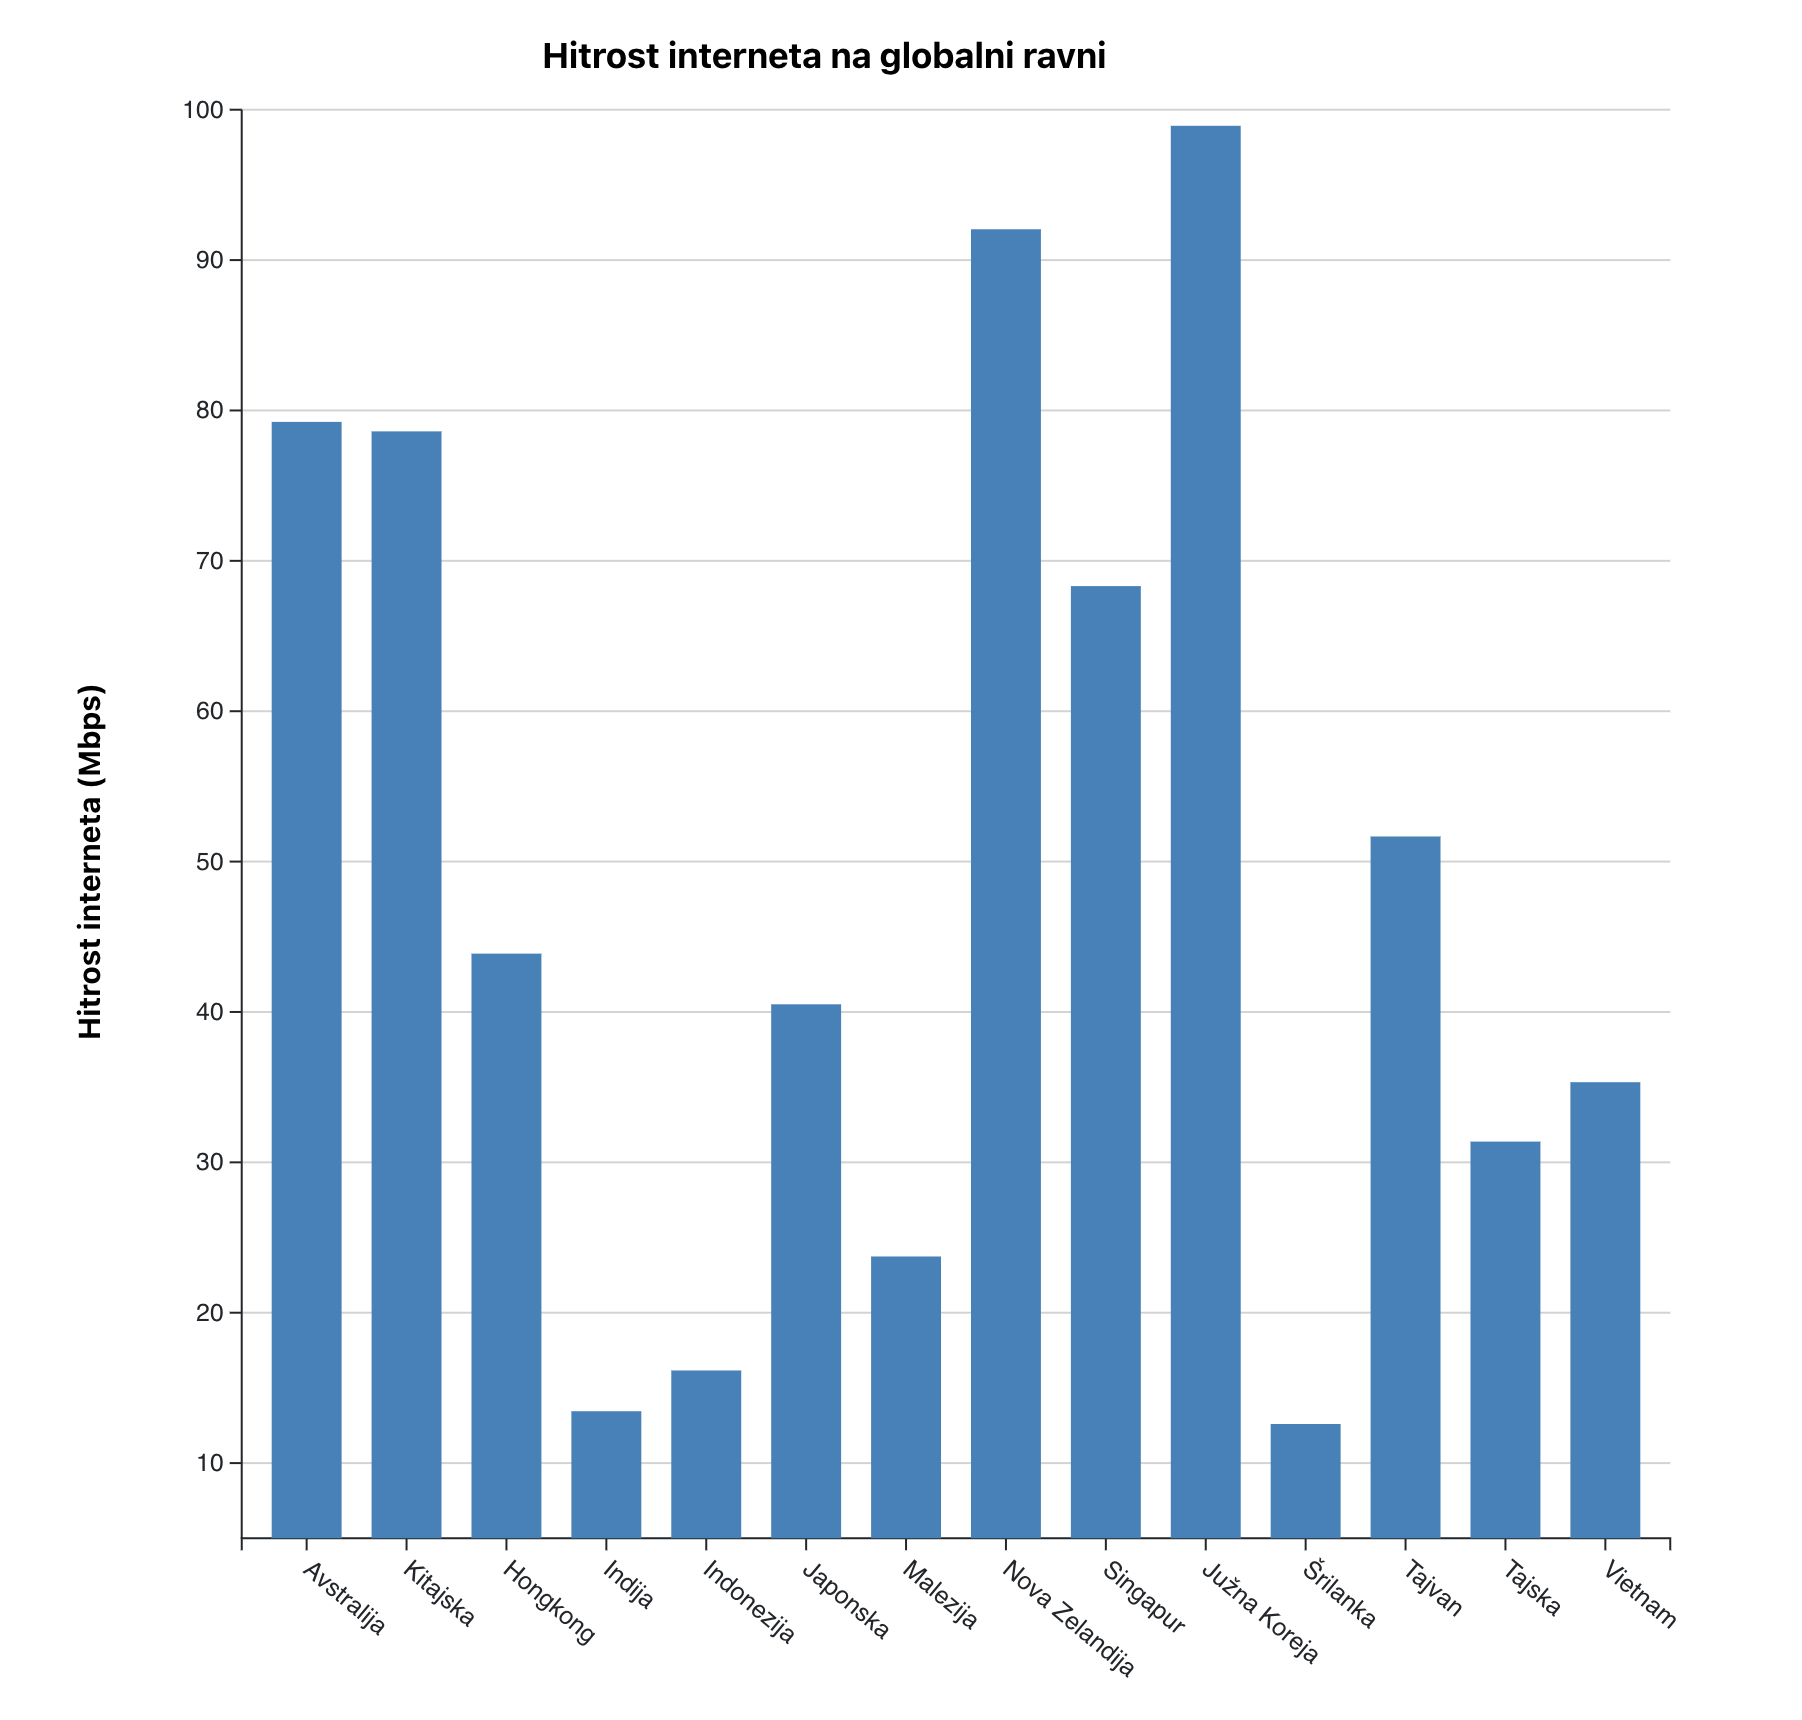 Hitrost interneta na globalni ravni
Hitrost interneta (Mbps)
100
90
80
70
60
50
40
30
20
10
Avstralija
Kitajska
Hongkong
Indija
Indonezija
Japonska
Malezija
Nova Zelandija
Singapur
Južna Koreja
Šrilanka
Tajvan
Tajska
Vietnam